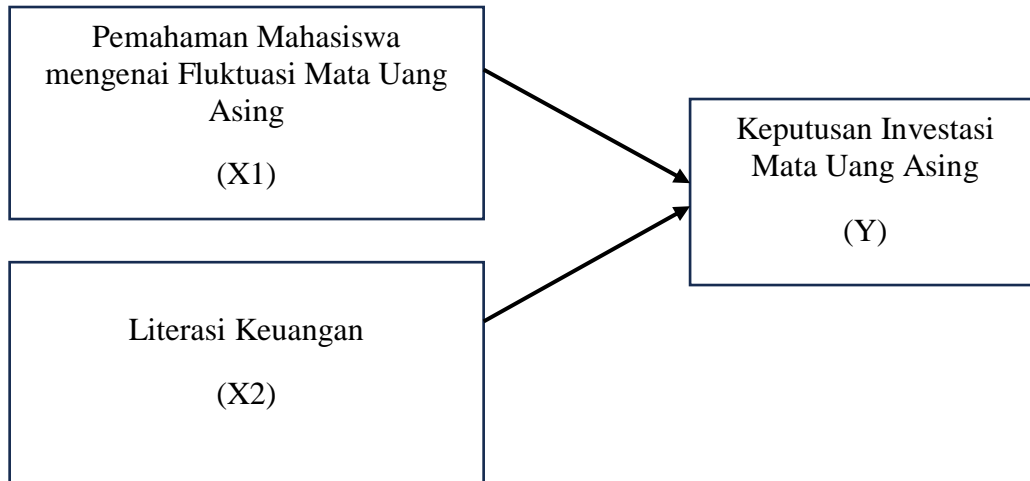 Pemahaman Mahasiswa
mengenai Fluktuasi Mata Uang
Asing
(X1)
Keputusan Investasi
Mata Uang Asing
(Y)
Literasi Keuangan
(X2)